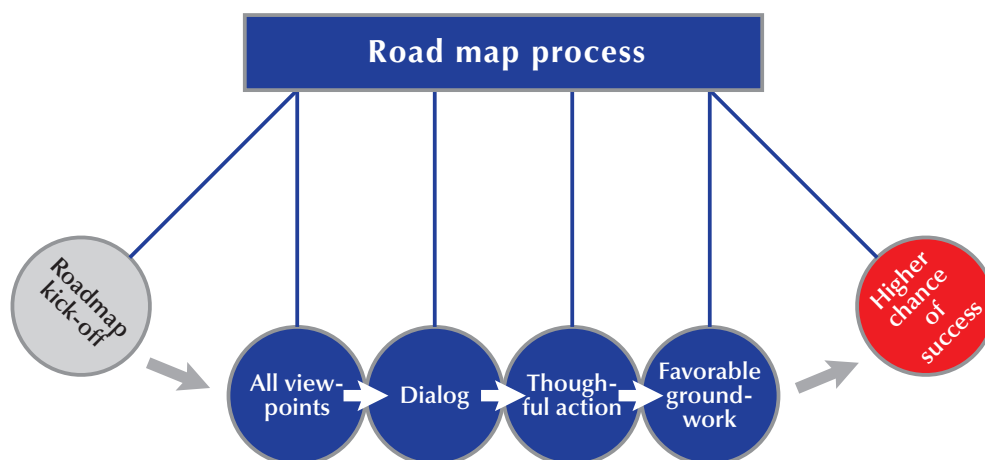 Road map process
Roadmap
kick-off
All view-
points
Dialog
Though-
ful action
Favorable
ground-
work
Higher
chance
of
success